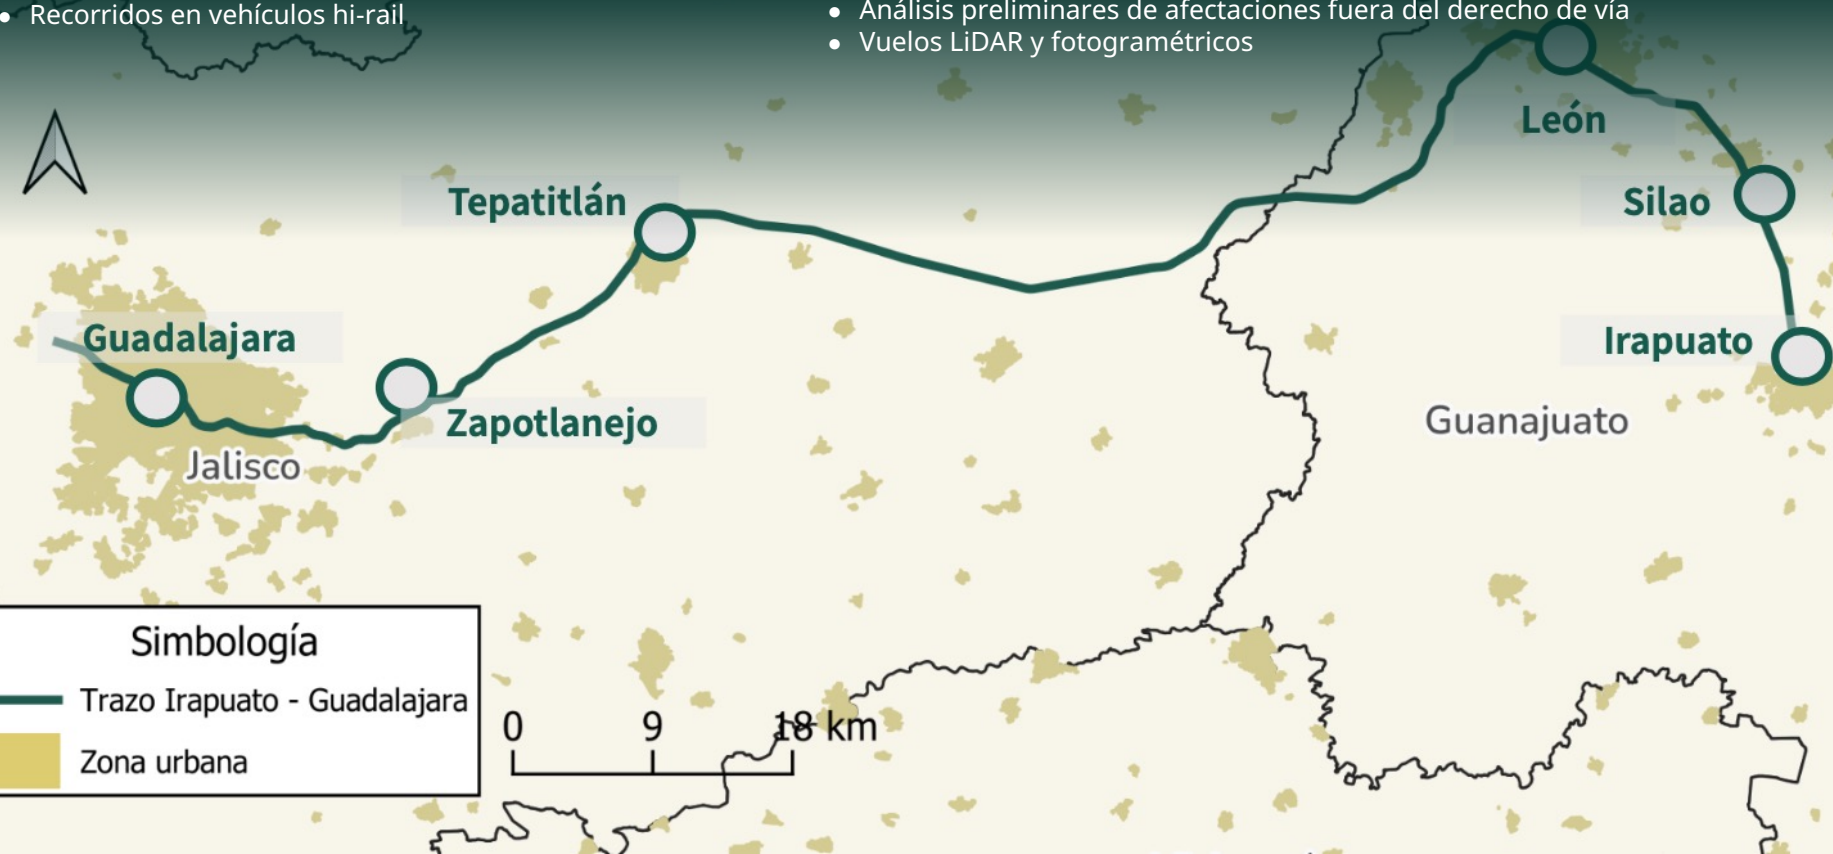 Recorridos en vehículos hi-rail
Análisis preliminares de afectaciones fuera del derecho de vía
Vuelos LiDAR y fotogramétricos
León
Tepatitlán
Silao
Guadalajara
Irapuato
Zapotlanejo
Guanajuato
Jalisco
Simbología
Trazo Irapuato - Guadalajara
Zona urbana
0 9 18 km